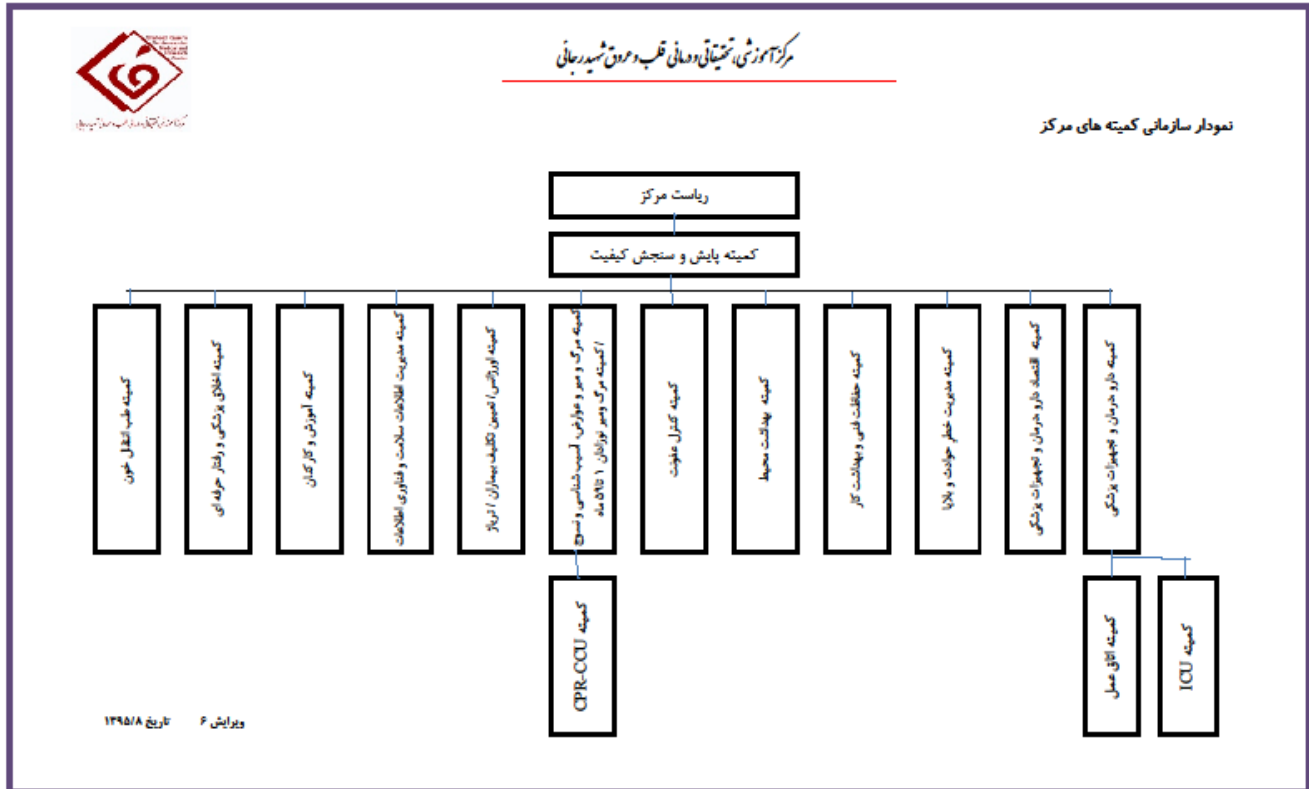 مرکز آموزشی، تحقیقاتی و درمانی قلب و عروق شهید رجائی
نمودار سازمانی کمیته های مرکز
ریاست مرکز
کمیته پایش و سنجش کیفیت
کمیته دارو درمان و تجهیزات پزشکی
کمیته اقتصاد دارو درمان و تجهیزات پزشکی
کمیته مدیریت خطر حوادث و بلایا
کمیته حفاظت فنی و بهداشت کار
کمیته بهداشت محیط
کمیته کنترل عفونت
کمیته مرگ و میر و عوارض، آسیب شناسی و نسوج
/ کمیته مرگ ومیر نوزادان ۱ تا۵۹ ماه
کمیته اورژانس/ تعیین تکلیف بیماران / تریاژ
کمیته مدیریت اطلاعات سلامت و فناوری اطلاعات
کمیته آموزش و کارکنان
کمیته اخلاق پزشکی و رفتار حرفه ای
کمیته طب انتقال خون
کمیته ICU
کمیته اتاق عمل
کمیته CPR-CCU
ویرایش ۶ تاریخ ۱۳۹۵/۸